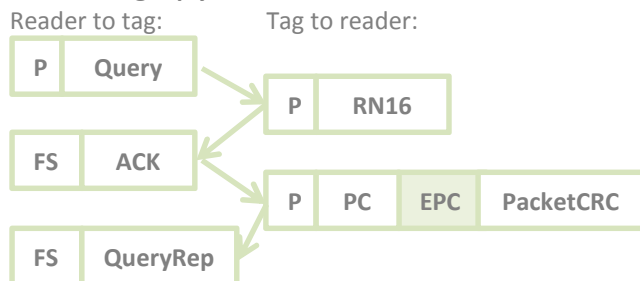 Reader to tag:
Tag to reader:
P Query
P RN16
FS ACK
P PC EPC PacketCRC
FS QueryRep